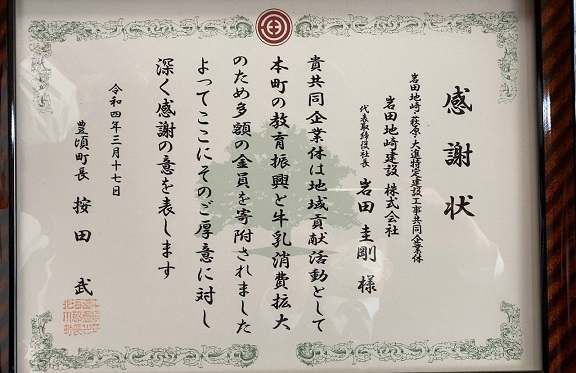 感謝状
岩田地崎・萩原・大進特定建設工事共同企業体
岩田地崎建設 株式会社
代表取締役社長 岩田 圭剛 様
貴共同企業体は地域貢献活動として
本町の教育振興と牛乳消費拡大
のため多額の金員を寄附されました
よってここにそのご厚意に対し
深く感謝の意を表します
令和四年三月十七日
豊頃町長 按田 武